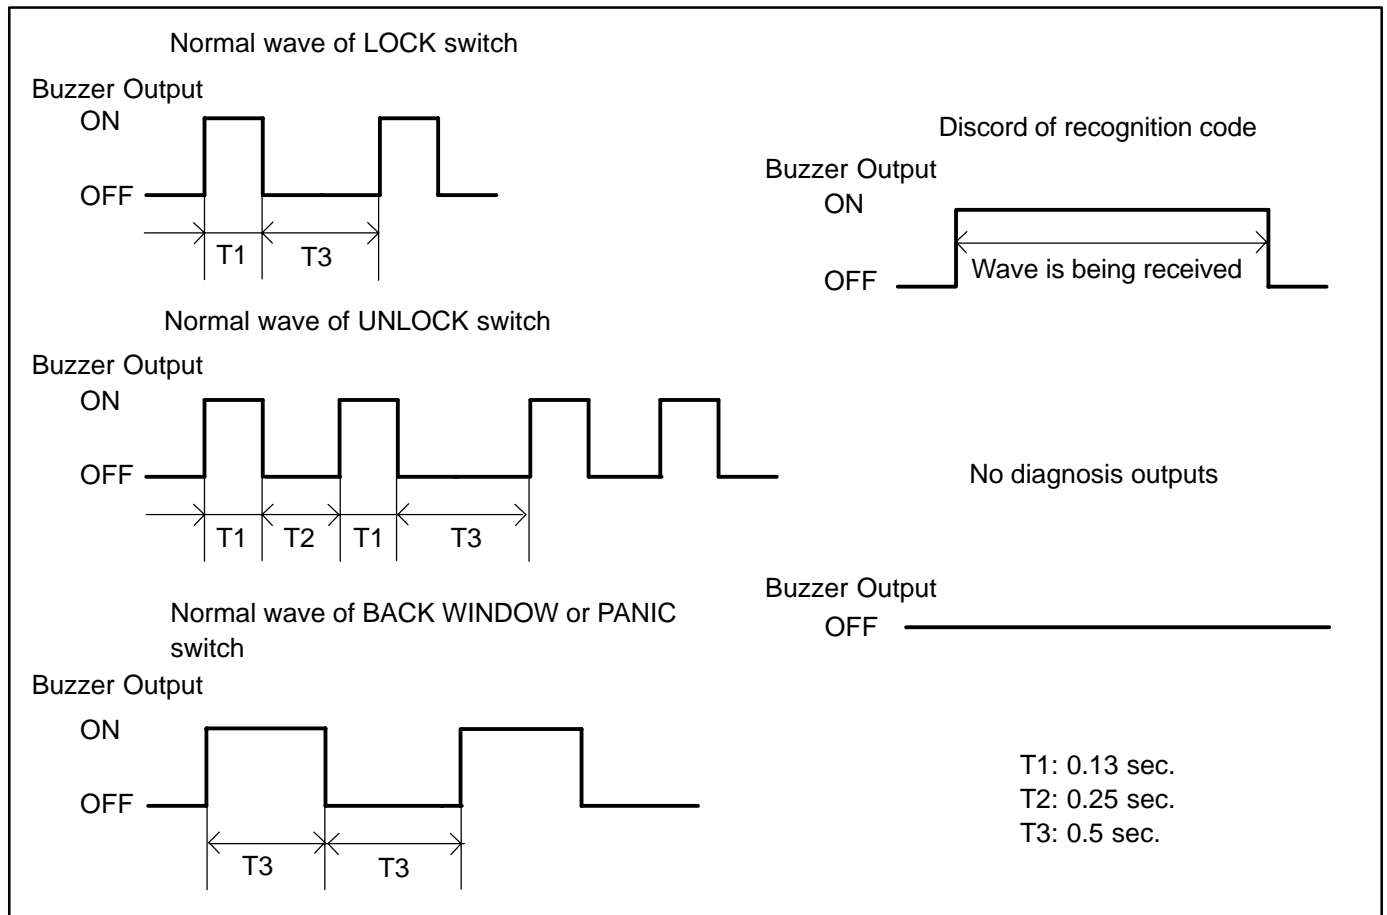 Normal wave of LOCK switch
Buzzer Output
ON
OFF
T1 T3
Normal wave of UNLOCK switch
Buzzer Output
ON
OFF
T1 T2 T1 T3
Normal wave of BACK WINDOW or PANIC
switch
Buzzer Output
ON
OFF
T3 T3
Discord of recognition code
Buzzer Output
ON
Wave is being received
OFF
No diagnosis outputs
Buzzer Output
OFF
T1: 0.13 sec.
T2: 0.25 sec.
T3: 0.5 sec.